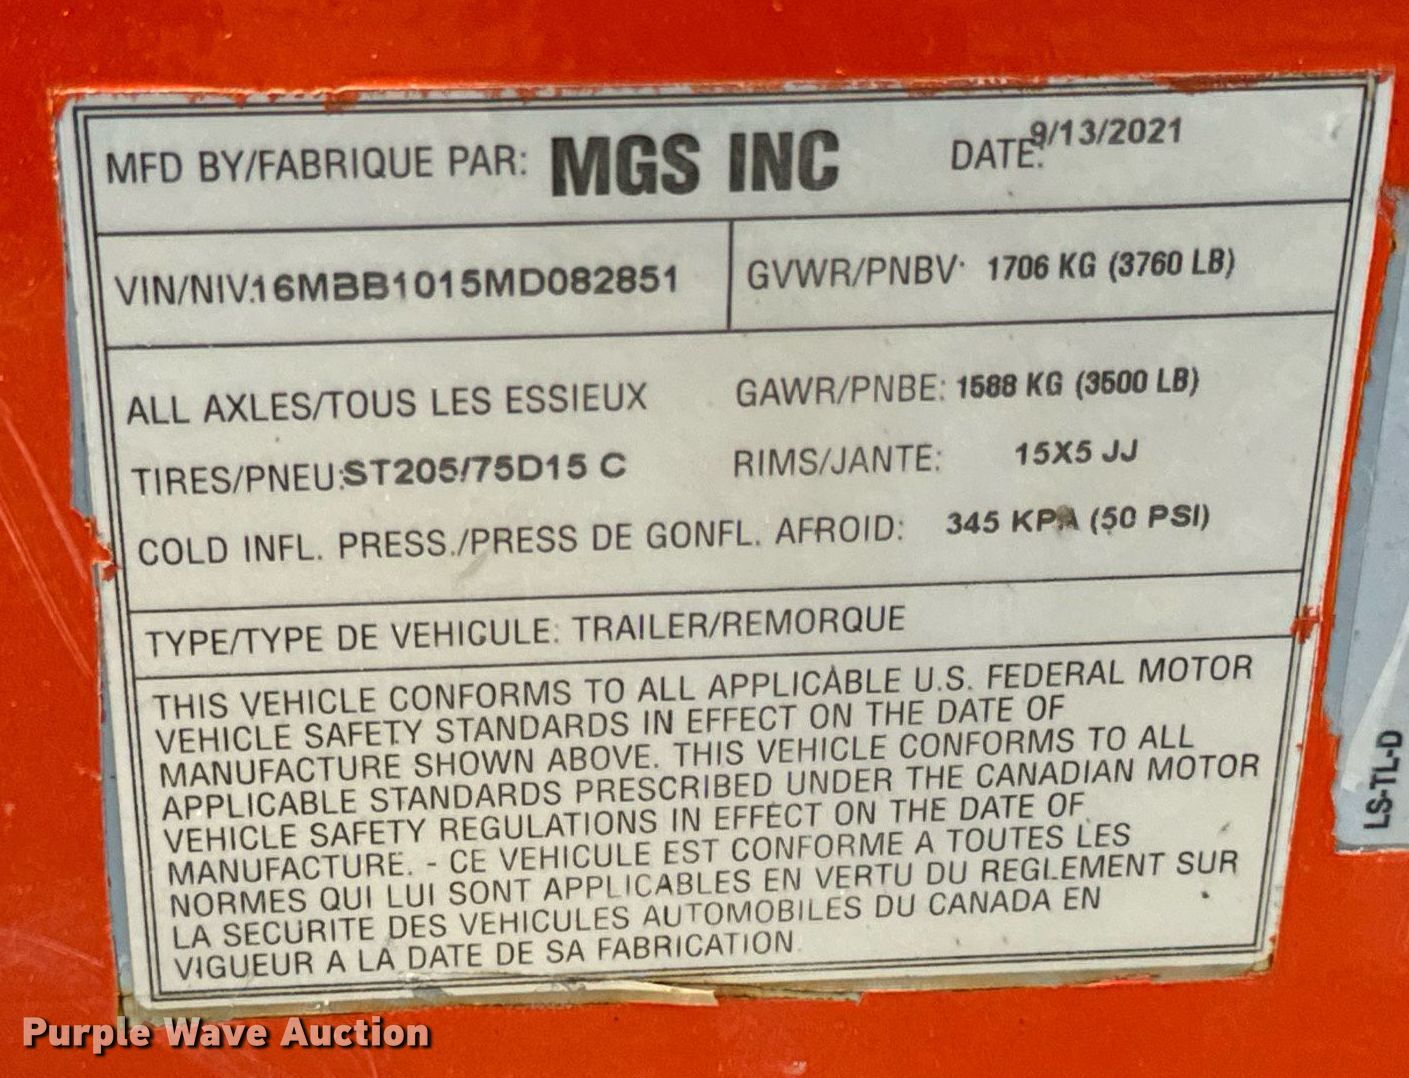 MFD BY/FABRIQUE PAR: MGS INC DATE: 9/13/2021
VIN/NIV:16MBB1015MD082851 GVWR/PNBV: 1706 KG (3760 LB)
ALL AXLES/TOUS LES ESSIEUX GAWR/PNBE: 1588 KG (3500 LB)
TIRES/PNEU:ST205/75D15 C RIMS/JANTE: 15X5 JJ
COLD INFL. PRESS./PRESS DE GONFL. AFROID: 345 KPA (50 PSI)
TYPE/TYPE DE VEHICULE: TRAILER/REMORQUE
THIS VEHICLE CONFORMS TO ALL APPLICABLE U.S. FEDERAL MOTOR
VEHICLE SAFETY STANDARDS IN EFFECT ON THE DATE OF
MANUFACTURE SHOWN ABOVE. THIS VEHICLE CONFORMS TO ALL
APPLICABLE STANDARDS PRESCRIBED UNDER THE CANADIAN MOTOR
VEHICLE SAFETY REGULATIONS IN EFFECT ON THE DATE OF
MANUFACTURE. - CE VEHICULE EST CONFORME A TOUTES LES
NORMES QUI LUI SONT APPLICABLES EN VERTU DU REGLEMENT SUR
LA SECURITE DES VEHICULES AUTOMOBILES DU CANADA EN
VIGUEUR A LA DATE DE SA FABRICATION.
LS-TL-D
Purple Wave Auction